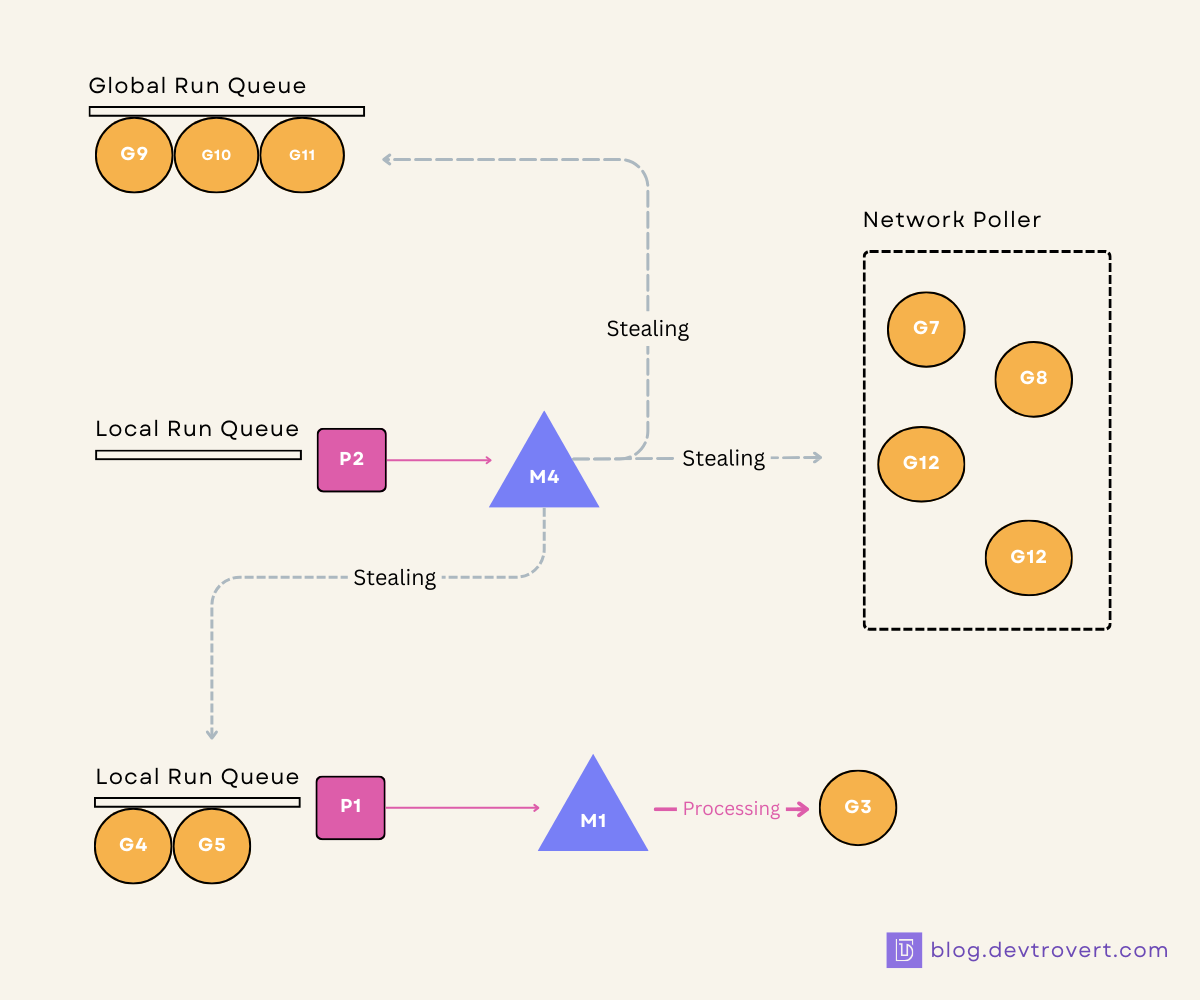 Global Run Queue
G9
G10
G11
Network Poller
G7
Stealing
G8
Local Run Queue
P2
M4
Stealing
G12
G12
Stealing
Local Run Queue
P1
M1
Processing
G3
G4
G5
blog.devtrovert.com